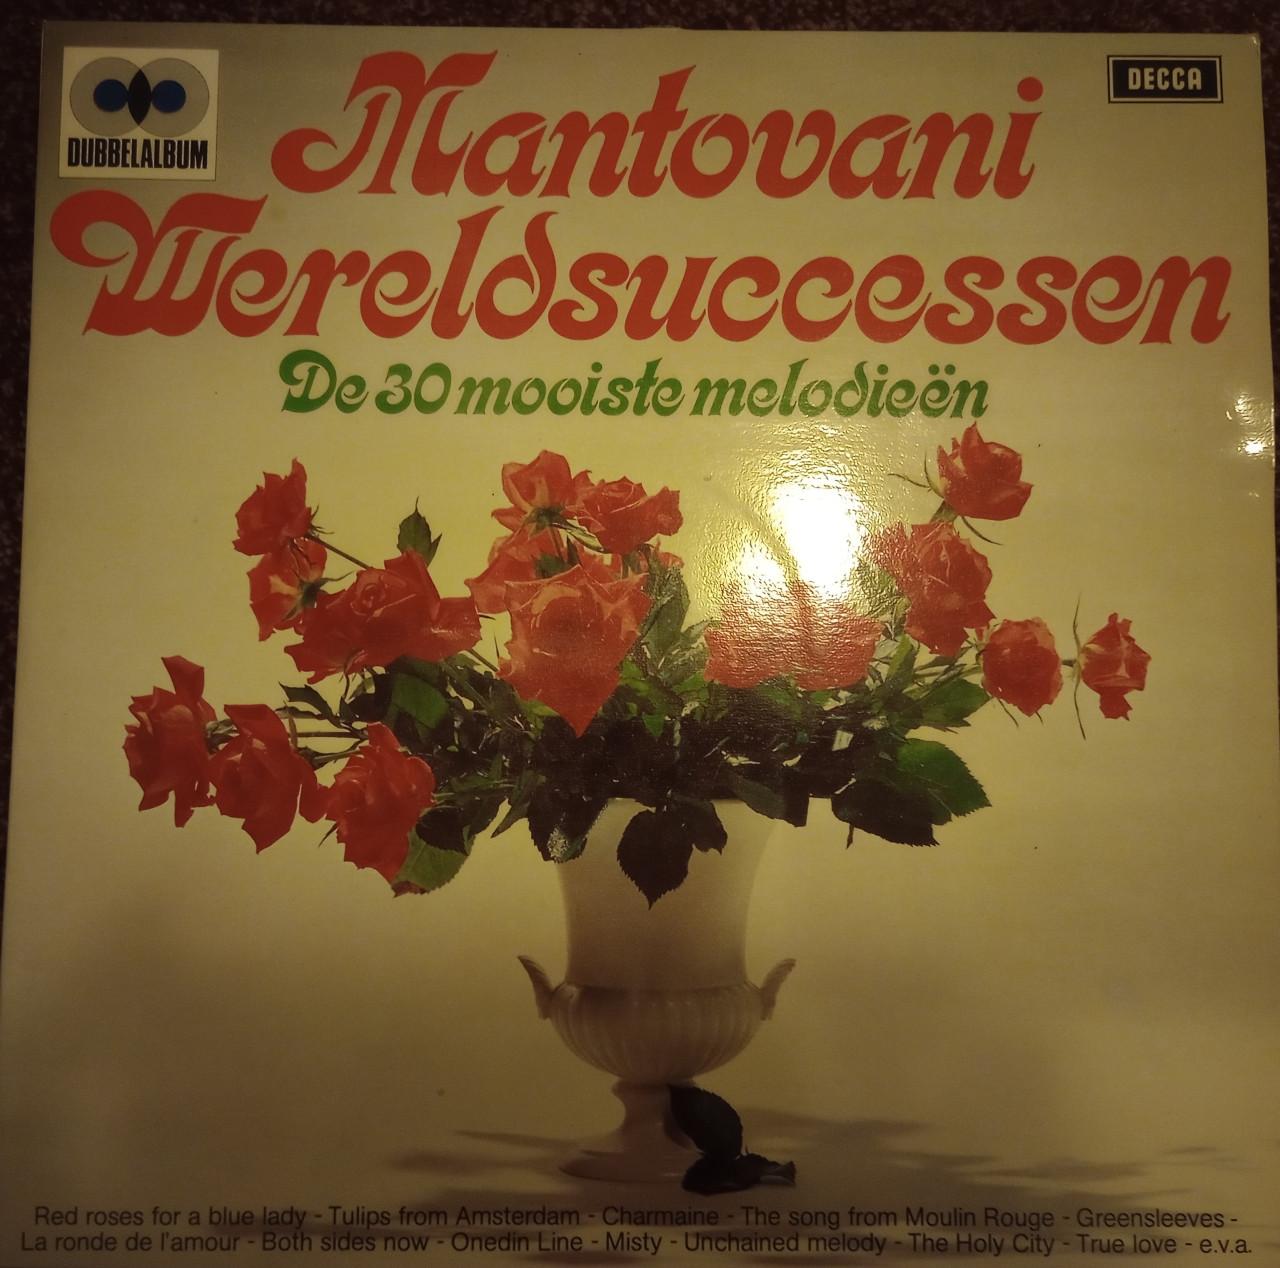 DUBBELALBUM
DECCA
Mantovani
Wereldsuccessen
De 30 mooiste melodieën
Red roses for a blue lady - Tulips from Amsterdam - Charmaine - The song from Moulin Rouge - Greensleeves -
La ronde de l'amour - Both sides now - Onedin Line - Misty - Unchained melody - The Holy City - True love - e.v.a.